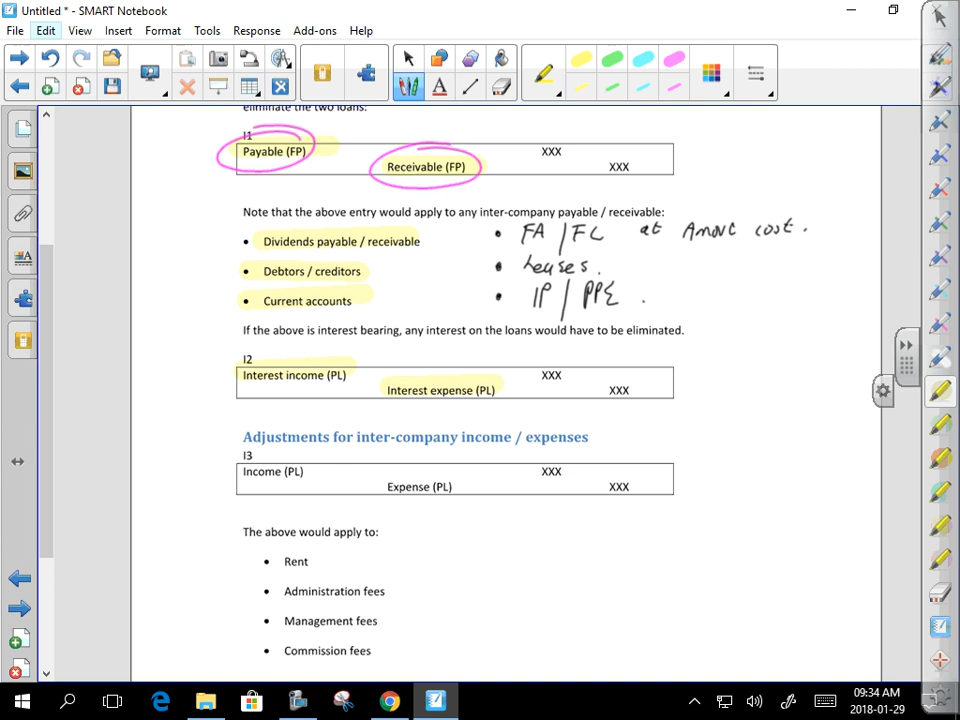 Untitled * - SMART Notebook
File Edit View Insert Format Tools Response Add-ons Help
eliminate the two loans:
I1
Payable (FP) XXX
Receivable (FP) XXX
Note that the above entry would apply to any inter-company payable / receivable:
• Dividends payable / receivable • FA / FL at Amort cost.
• Debtors / creditors • Leases.
• Current accounts • IP / PPE.
If the above is interest bearing, any interest on the loans would have to be eliminated.
I2
Interest income (PL) XXX
Interest expense (PL) XXX
Adjustments for inter-company income / expenses
I3
Income (PL) XXX
Expense (PL) XXX
The above would apply to:
• Rent
• Administration fees
• Management fees
• Commission fees
09:34 AM
2018-01-29